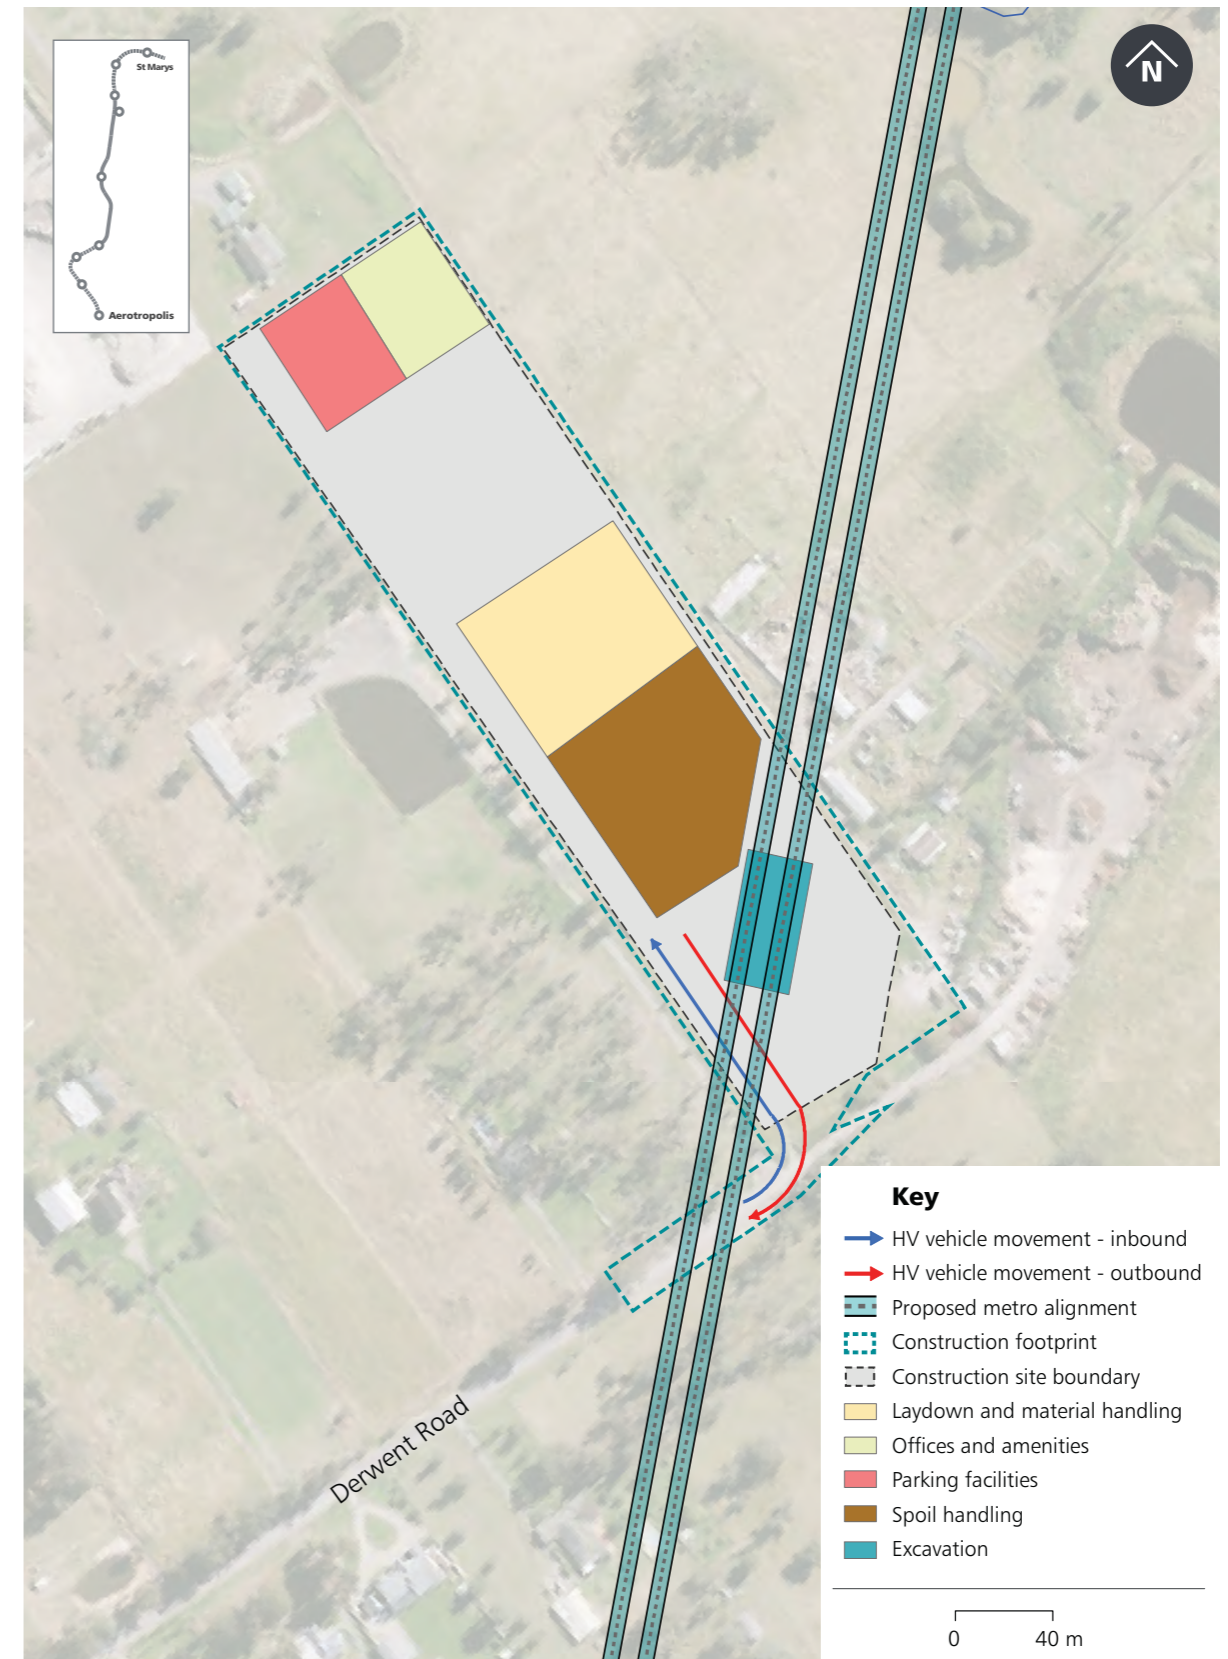 St Marys
Aerotropolis
N
Derwent Road
Key
HV vehicle movement - inbound
HV vehicle movement - outbound
Proposed metro alignment
Construction footprint
Construction site boundary
Laydown and material handling
Offices and amenities
Parking facilities
Spoil handling
Excavation
0 40 m